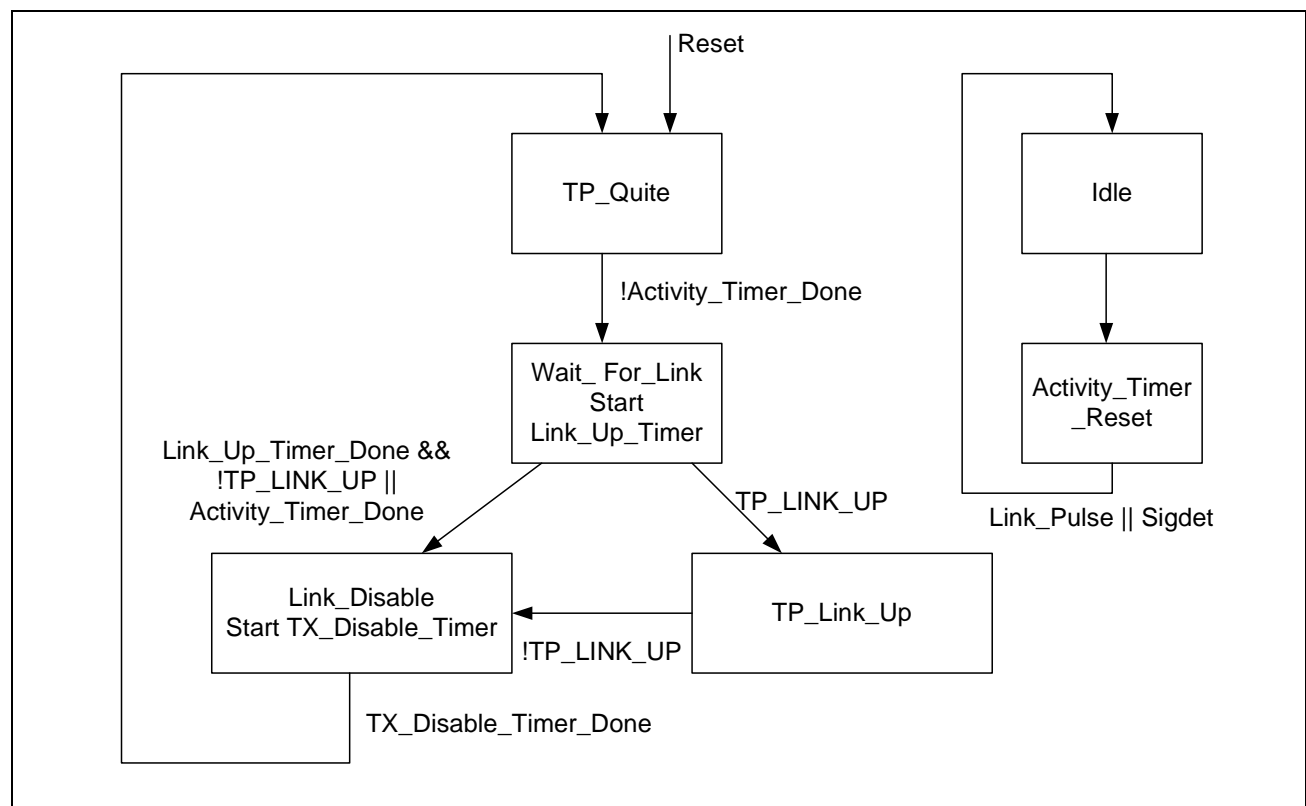 Reset
TP_Quite
Idle
!Activity_Timer_Done
Wait_ For_Link
Start
Link_Up_Timer
Activity_Timer
_Reset
Link_Up_Timer_Done &&
!TP_LINK_UP ||
Activity_Timer_Done
TP_LINK_UP
Link_Pulse || Sigdet
Link_Disable
Start TX_Disable_Timer
TP_Link_Up
!TP_LINK_UP
TX_Disable_Timer_Done